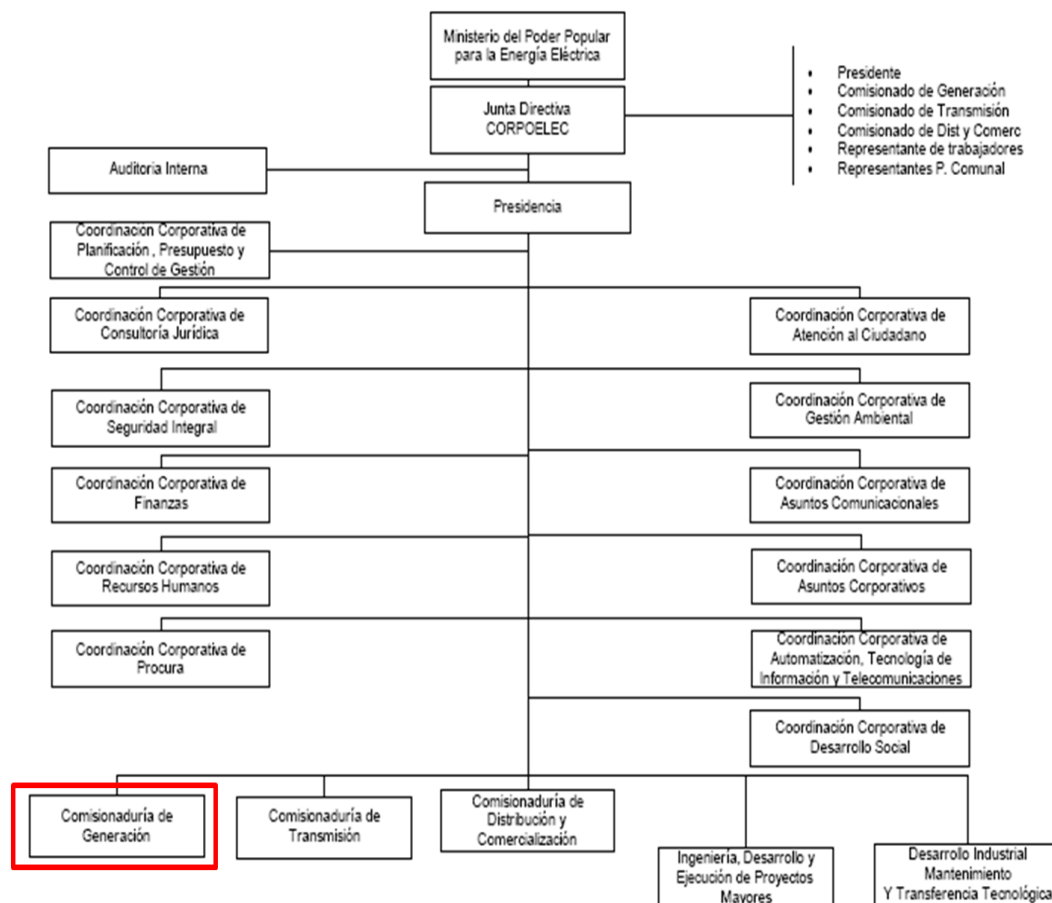 Ministerio del Poder Popular
para la Energía Eléctrica
Junta Directiva
CORPOELEC
• Presidente
• Comisionado de Generación
• Comisionado de Transmisión
• Comisionado de Dist y Comerc
• Representante de trabajadores
• Representantes P. Comunal
Auditoria Interna
Presidencia
Coordinación Corporativa de
Planificación , Presupuesto y
Control de Gestión
Coordinación Corporativa de
Consultoría Jurídica
Coordinación Corporativa de
Atención al Ciudadano
Coordinación Corporativa de
Seguridad Integral
Coordinación Corporativa de
Gestión Ambiental
Coordinación Corporativa de
Finanzas
Coordinación Corporativa de
Asuntos Comunicacionales
Coordinación Corporativa de
Recursos Humanos
Coordinación Corporativa de
Asuntos Corporativos
Coordinación Corporativa de
Procura
Coordinación Corporativa de
Automatización, Tecnología de
Información y Telecomunicaciones
Coordinación Corporativa de
Desarrollo Social
Comisionaduría de
Generación
Comisionaduría de
Transmisión
Comisionaduría de
Distribución y
Comercialización
Ingeniería, Desarrollo y
Ejecución de Proyectos
Mayores
Desarrollo Industrial
Mantenimiento
Y Transferencia Tecnológica